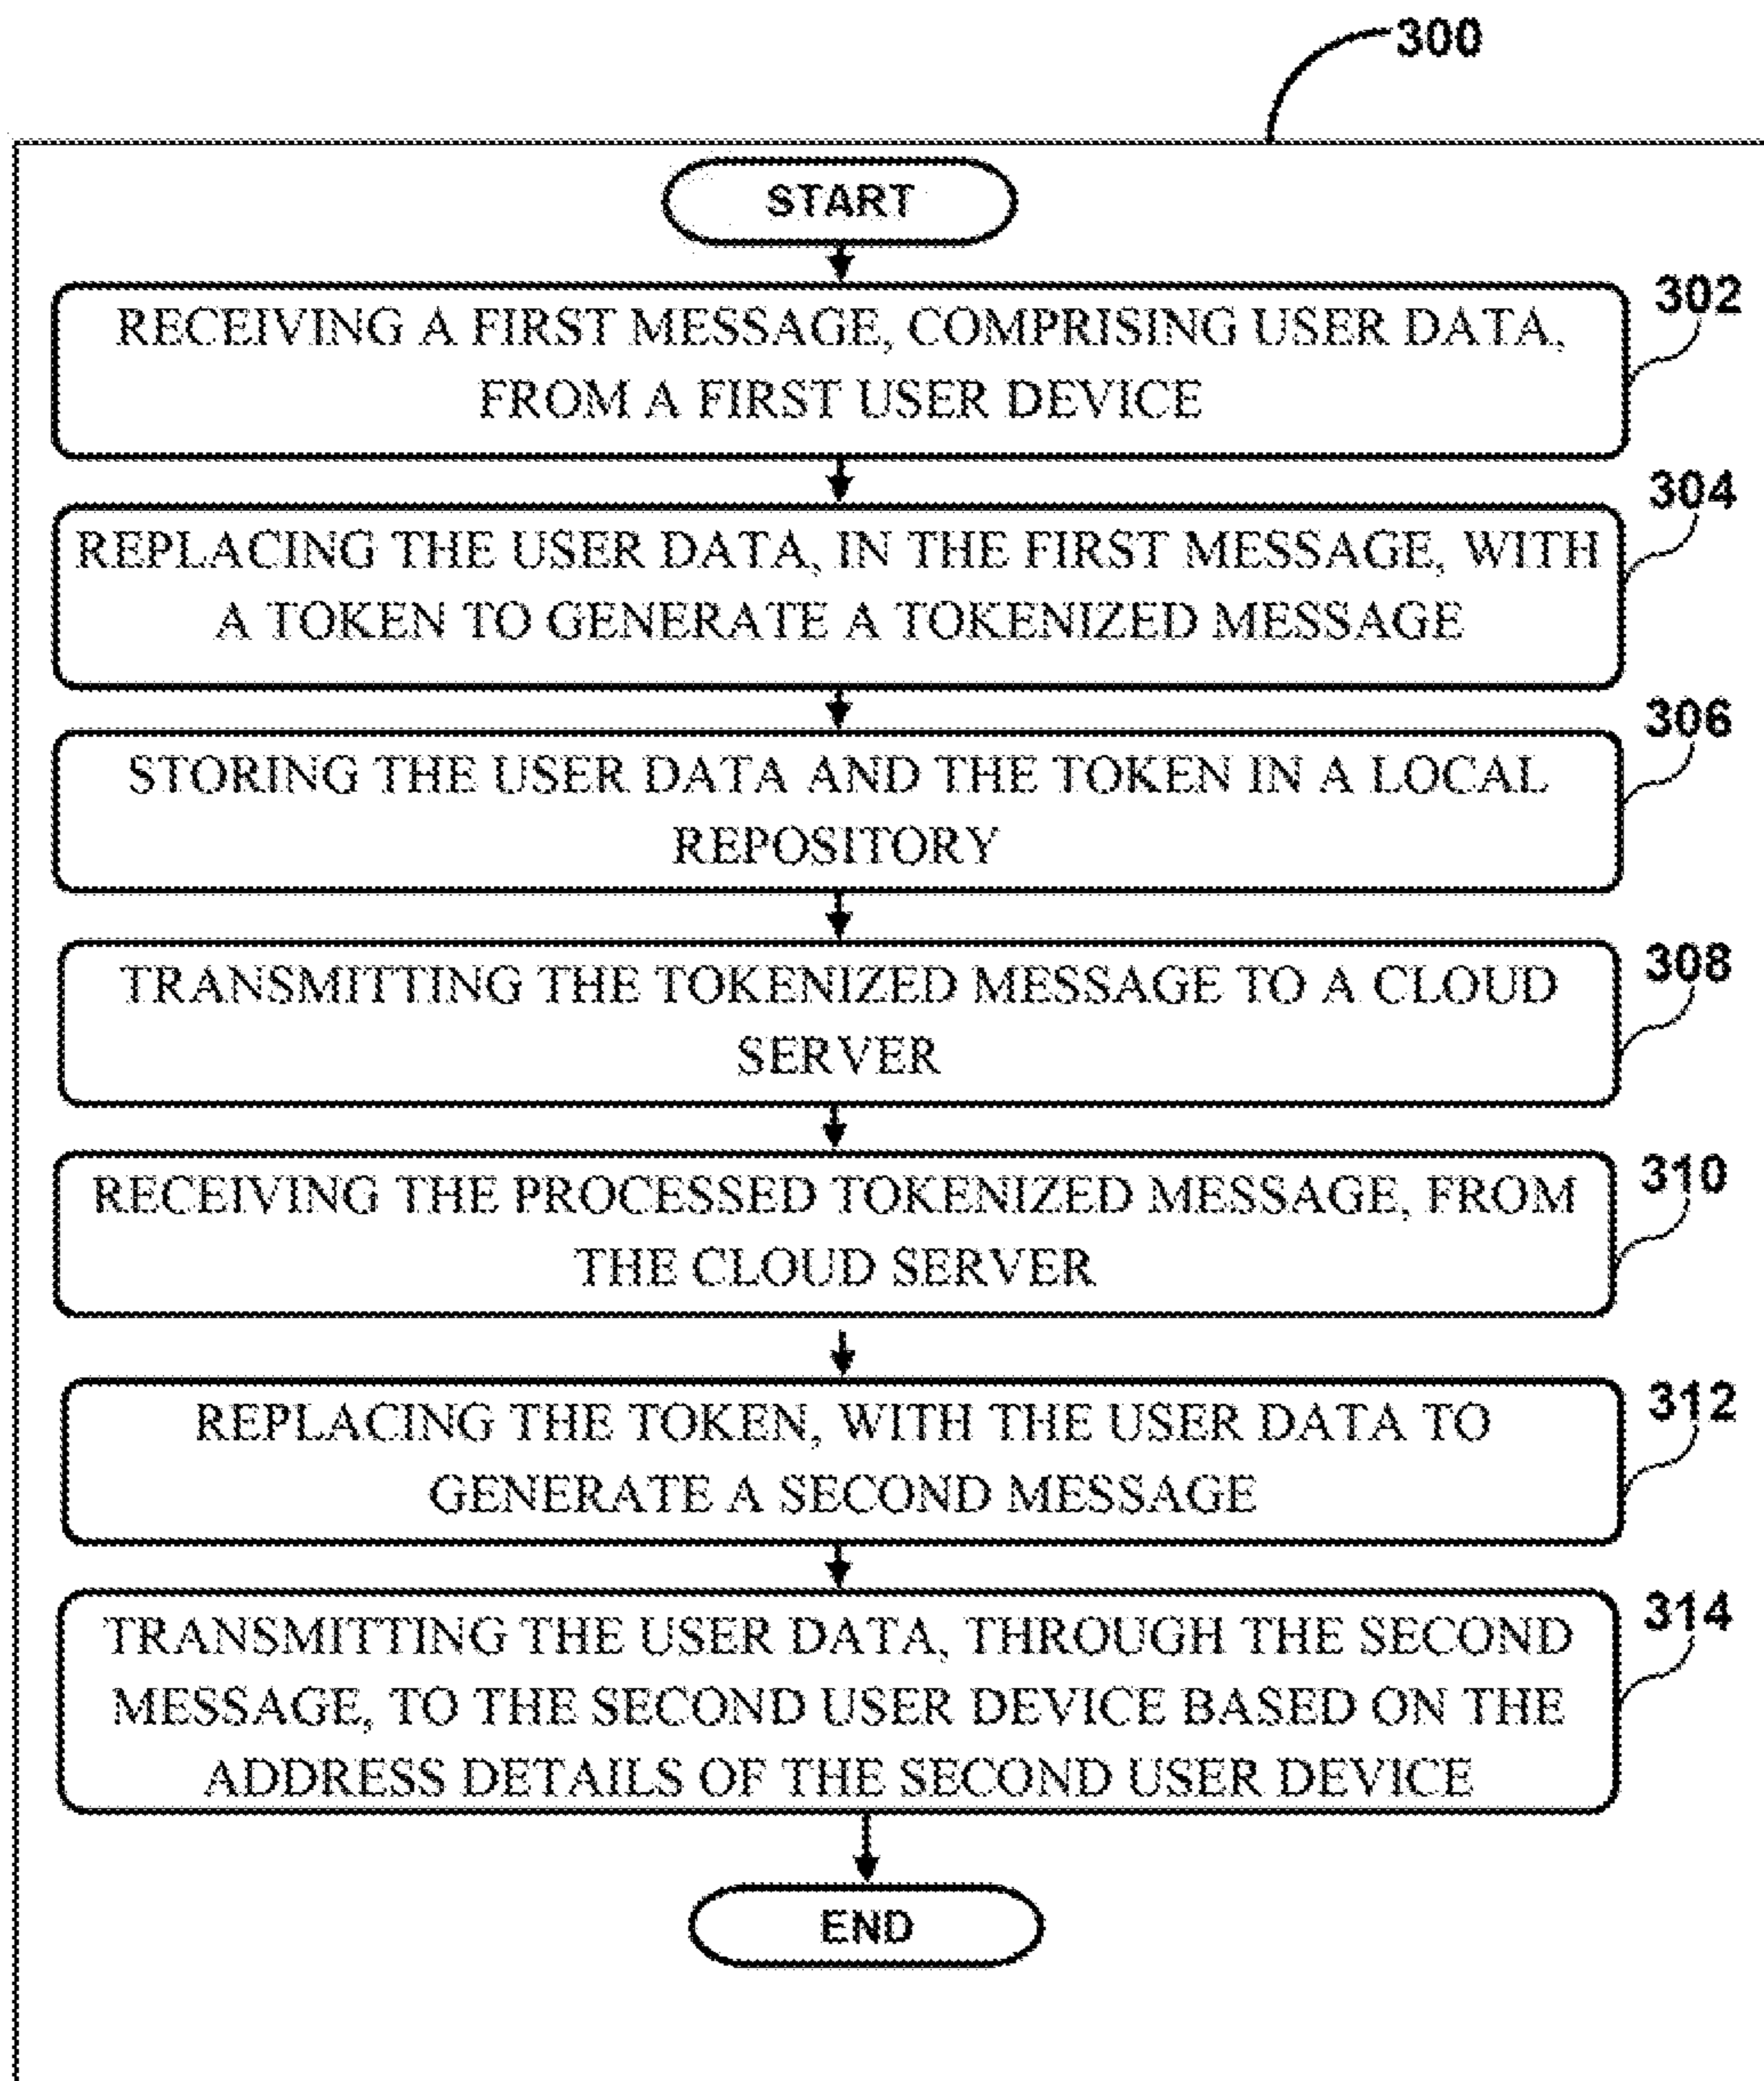 300
START
302
RECEIVING A FIRST MESSAGE, COMPRISING USER DATA,
FROM A FIRST USER DEVICE
304
REPLACING THE USER DATA, IN THE FIRST MESSAGE, WITH
A TOKEN TO GENERATE A TOKENIZED MESSAGE
306
STORING THE USER DATA AND THE TOKEN IN A LOCAL
REPOSITORY
308
TRANSMITTING THE TOKENIZED MESSAGE TO A CLOUD
SERVER
310
RECEIVING THE PROCESSED TOKENIZED MESSAGE, FROM
THE CLOUD SERVER
312
REPLACING THE TOKEN, WITH THE USER DATA TO
GENERATE A SECOND MESSAGE
314
TRANSMITTING THE USER DATA, THROUGH THE SECOND
MESSAGE, TO THE SECOND USER DEVICE BASED ON THE
ADDRESS DETAILS OF THE SECOND USER DEVICE
END